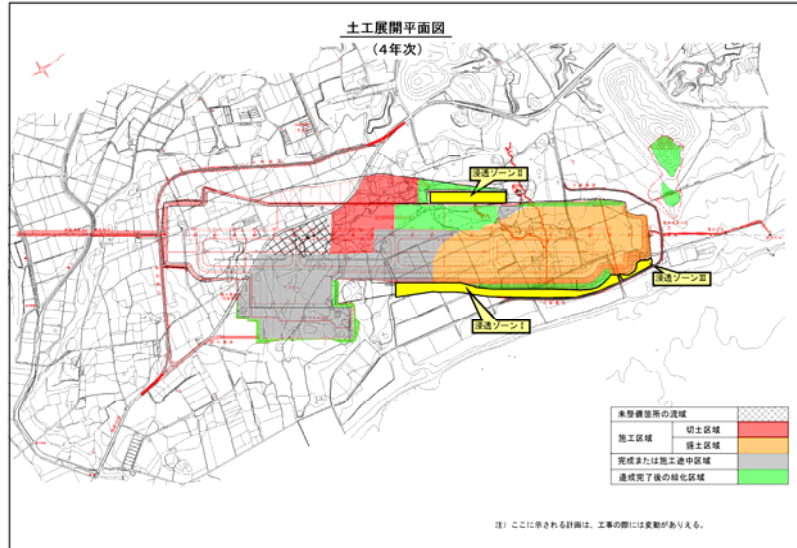 土工展開平面図
(4年次)
浸透ゾーンⅡ
浸透ゾーンⅢ
浸透ゾーンⅠ
未整備箇所の流域
施工区域
切土区域
盛土区域
完成または施工途中区域
造成完了後の緑化区域
注）ここに示される計画は、工事の際には変動がありえる。